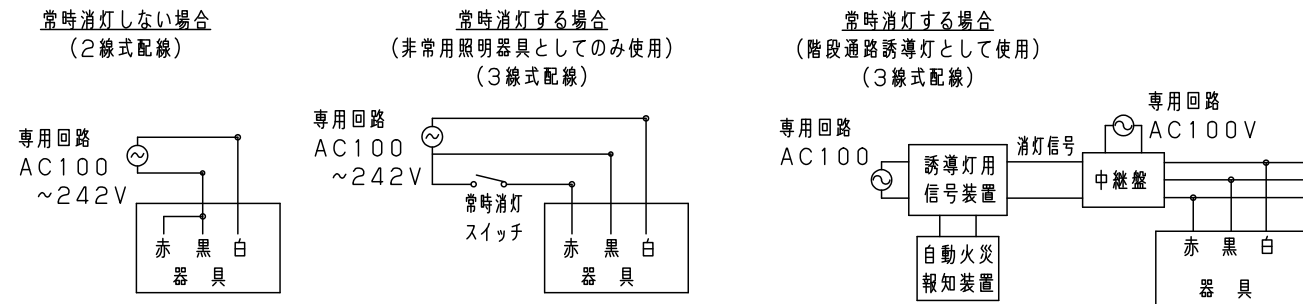 常時消灯しない場合
(2線式配線)
専用回路
AC100
~242V
赤 黒 白
器 具
常時消灯する場合
(非常用照明器具としてのみ使用)
(3線式配線)
専用回路
AC100
~242V
常時消灯
スイッチ
赤 黒 白
器 具
常時消灯する場合
(階段通路誘導灯として使用)
(3線式配線)
専用回路
AC100
誘導灯用
信号装置
消灯信号
専用回路
AC100V
中継盤
自動火災
報知装置
赤 黒 白
器 具